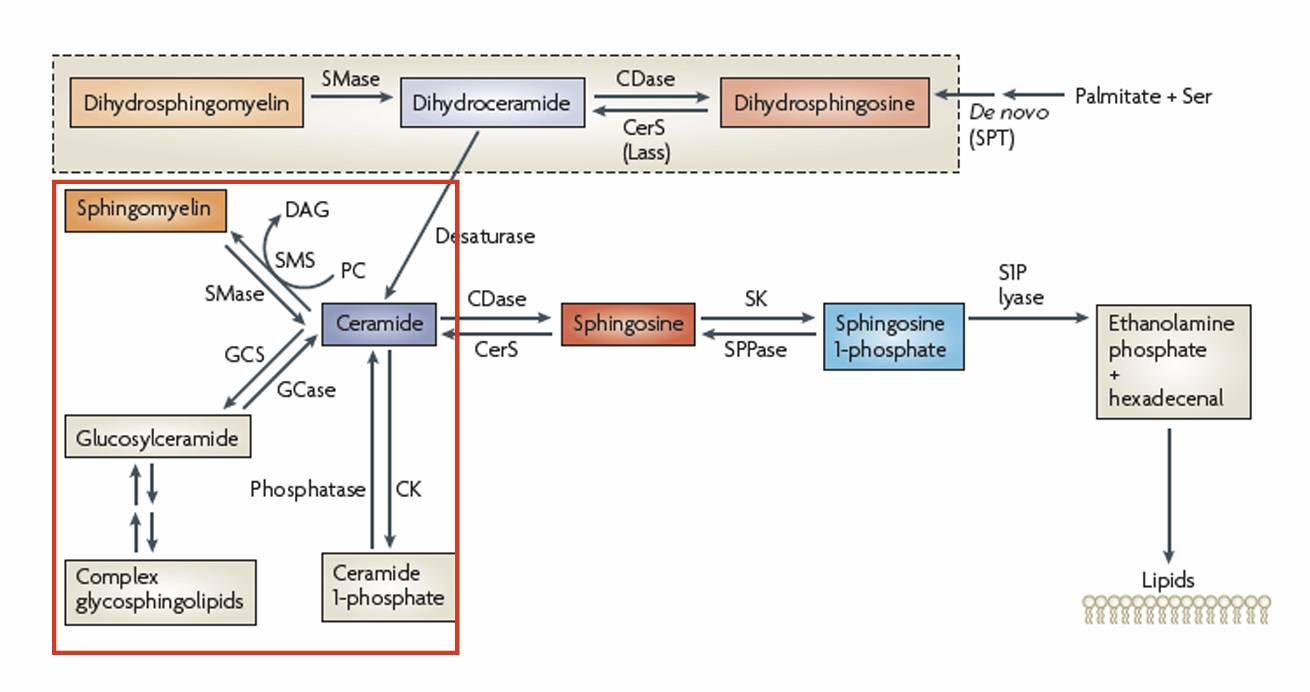 SMase
CDase
Dihydrosphingomyelin
Dihydroceramide
Dihydrosphingosine
Palmitate + Ser
De novo
(SPT)
CerS
(Lass)
Sphingomyelin
DAG
SMS
PC
SMase
Desaturase
Ceramide
CDase
CerS
Sphingosine
SK
SPPase
Sphingosine
1-phosphate
S1P
lyase
Ethanolamine
phosphate
+
hexadecenal
GCS
GCase
Glucosylceramide
Phosphatase
CK
Complex
glycosphingolipids
Ceramide
1-phosphate
Lipids